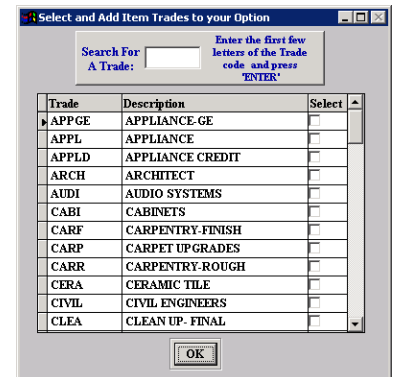 Select and Add Item Trades to your Option
Search For
A Trade:
Enter the first few
letters of the Trade
code and press
'ENTER'
Trade Description Select
APPGE APPLIANCE-GE
APPL APPLIANCE
APPLD APPLIANCE CREDIT
ARCH ARCHITECT
AUDI AUDIO SYSTEMS
CABI CABINETS
CARF CARPENTRY-FINISH
CARP CARPET UPGRADES
CARR CARPENTRY-ROUGH
CERA CERAMIC TILE
CIVIL CIVIL ENGINEERS
CLEA CLEAN UP- FINAL
OK